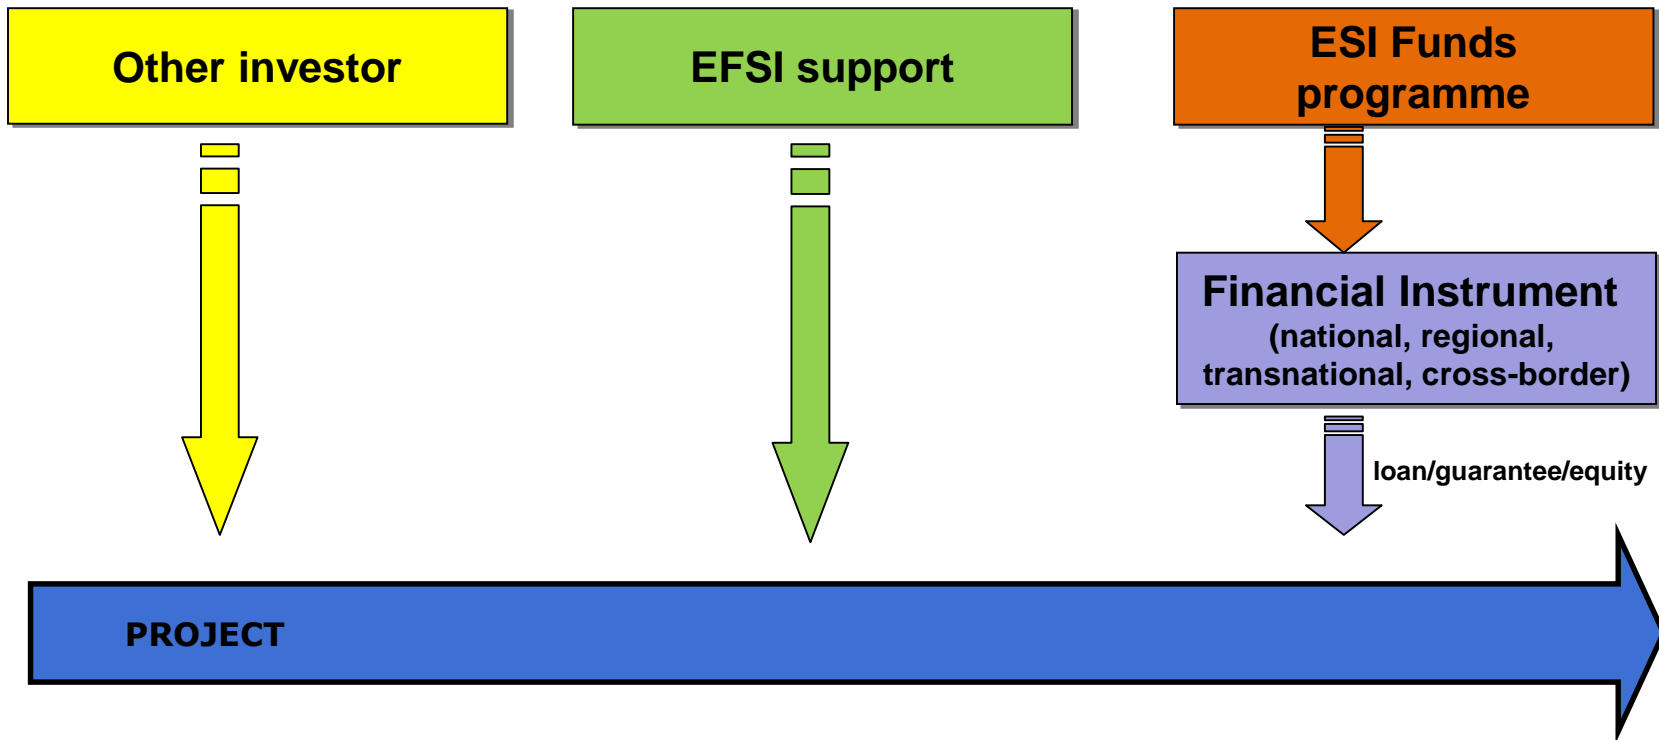 Other investor
EFSI support
ESI Funds
programme
Financial Instrument
(national, regional,
transnational, cross-border)
loan/guarantee/equity
PROJECT